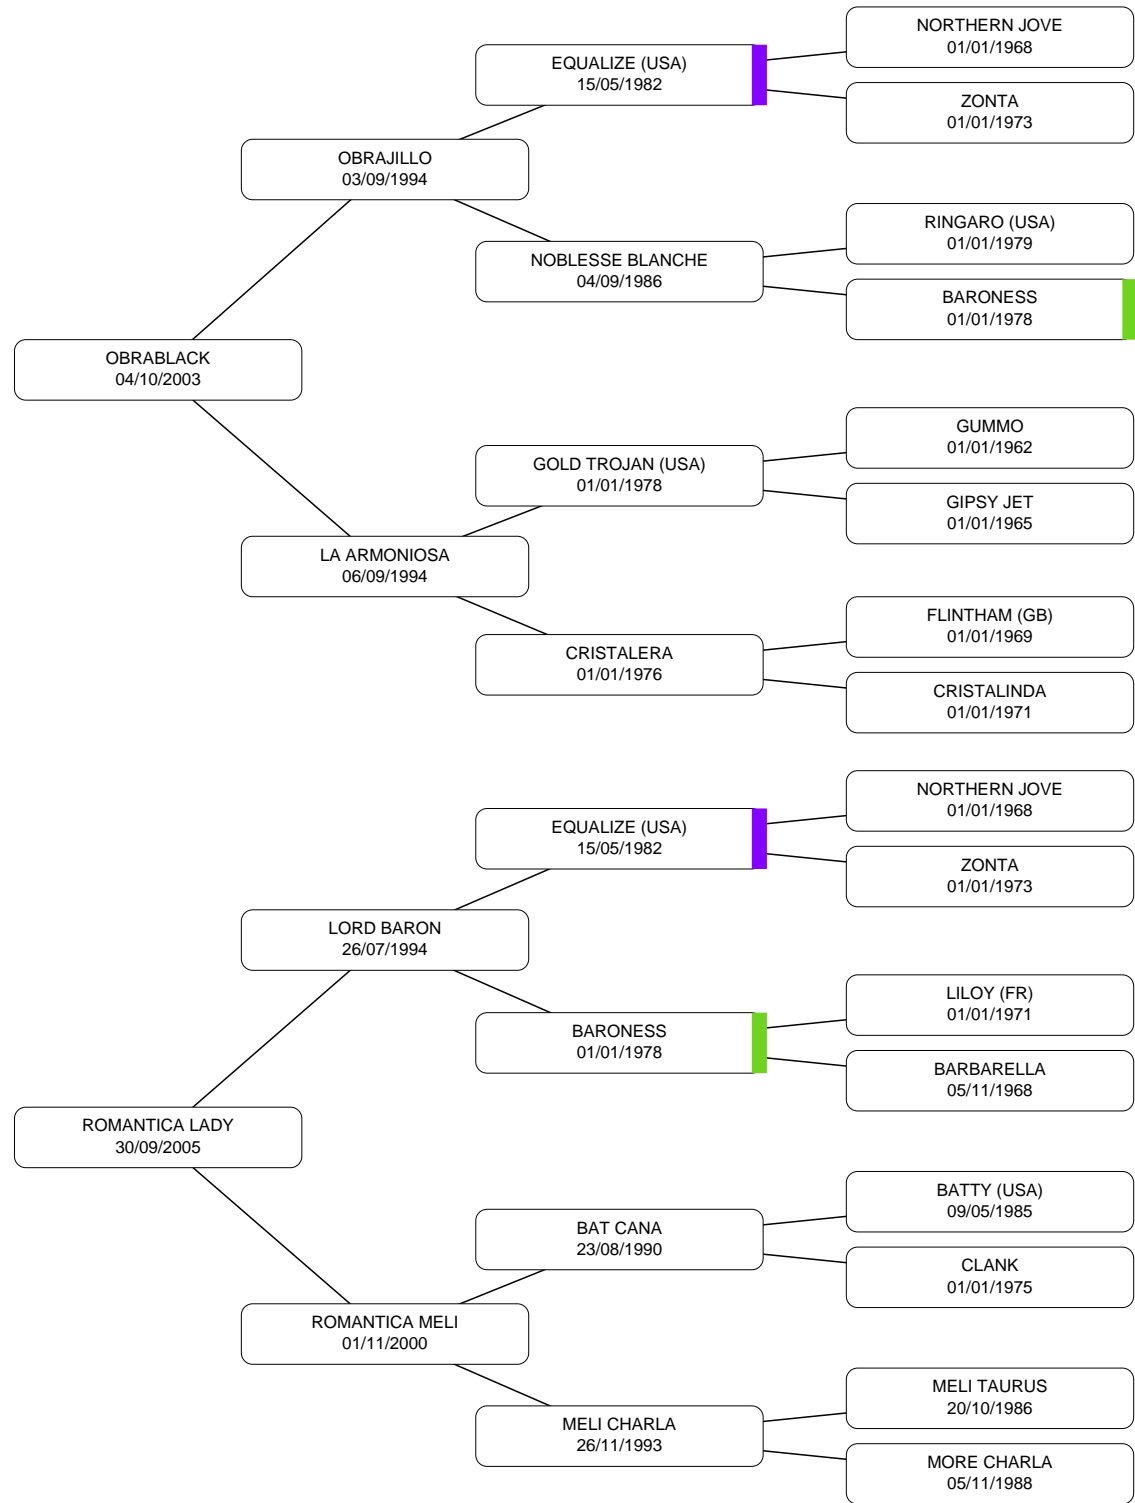 NORTHERN JOVE
01/01/1968
EQUALIZE (USA)
15/05/1982
ZONTA
01/01/1973
OBRAJILLO
03/09/1994
RINGARO (USA)
01/01/1979
NOBLESSE BLANCHE
04/09/1986
BARONESS
01/01/1978
OBRABLACK
04/10/2003
GUMMO
01/01/1962
GOLD TROJAN (USA)
01/01/1978
GIPSY JET
01/01/1965
LA ARMONIOSA
06/09/1994
FLINTHAM (GB)
01/01/1969
CRISTALERA
01/01/1976
CRISTALINDA
01/01/1971
NORTHERN JOVE
01/01/1968
EQUALIZE (USA)
15/05/1982
ZONTA
01/01/1973
LORD BARON
26/07/1994
LILOY (FR)
01/01/1971
BARONESS
01/01/1978
BARBARELLA
05/11/1968
ROMANTICA LADY
30/09/2005
BATTY (USA)
09/05/1985
BAT CANA
23/08/1990
CLANK
01/01/1975
ROMANTICA MELI
01/11/2000
MELI TAURUS
20/10/1986
MELI CHARLA
26/11/1993
MORE CHARLA
05/11/1988